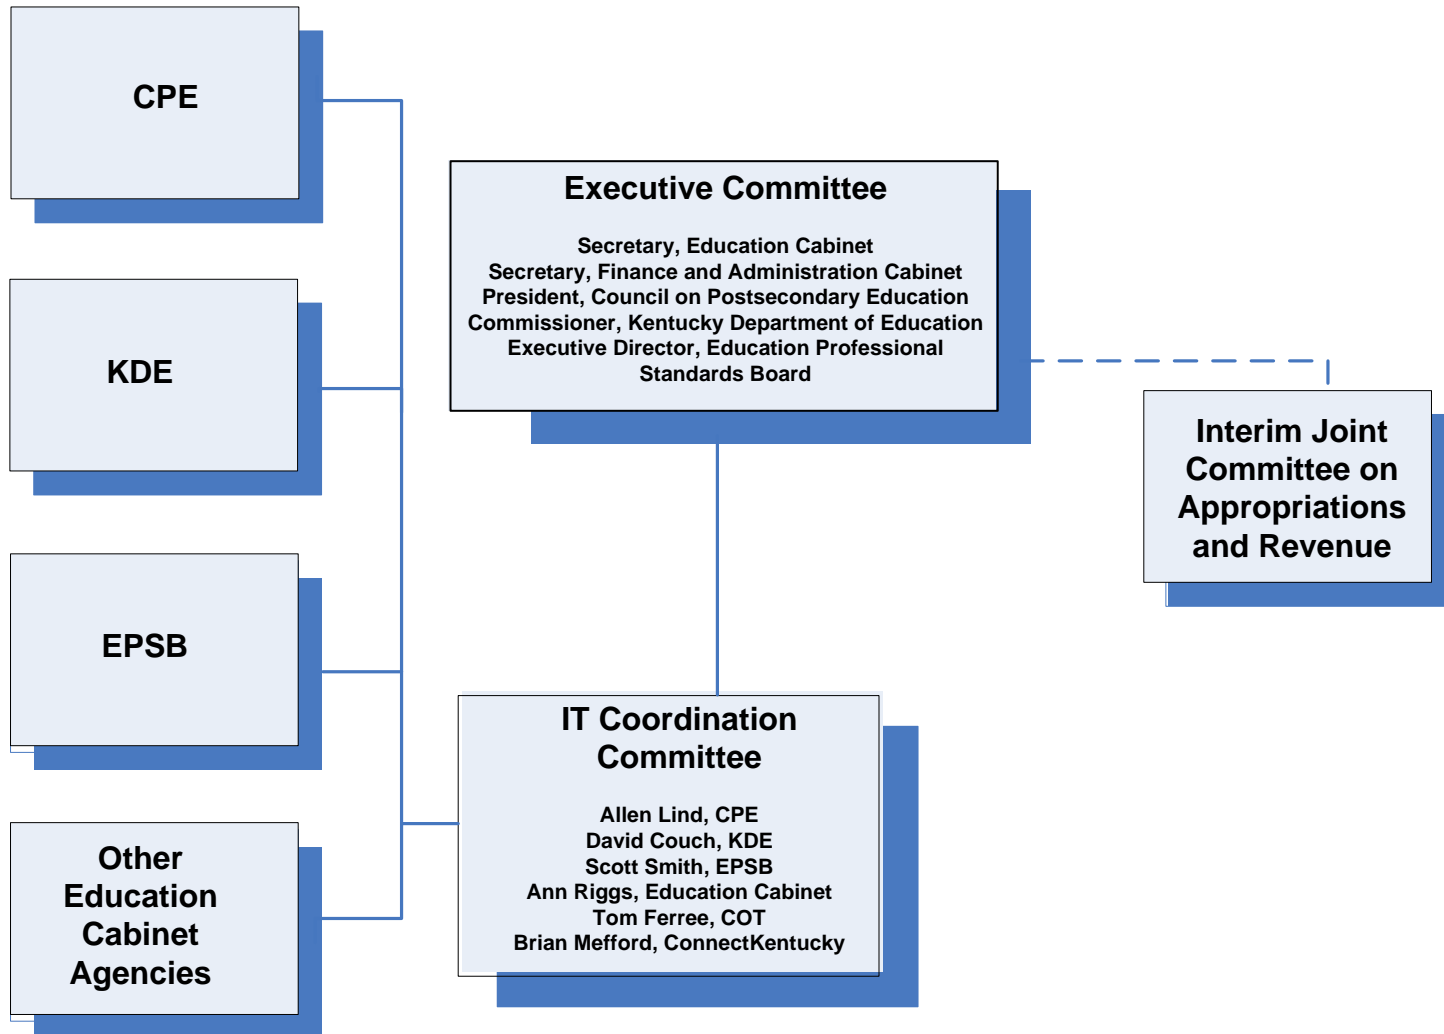 CPE
KDE
EPSB
Other
Education
Cabinet
Agencies
Executive Committee
Secretary, Education Cabinet
Secretary, Finance and Administration Cabinet
President, Council on Postsecondary Education
Commissioner, Kentucky Department of Education
Executive Director, Education Professional
Standards Board
IT Coordination
Committee
Allen Lind, CPE
David Couch, KDE
Scott Smith, EPSB
Ann Riggs, Education Cabinet
Tom Ferree, COT
Brian Mefford, ConnectKentucky
Interim Joint
Committee on
Appropriations
and Revenue